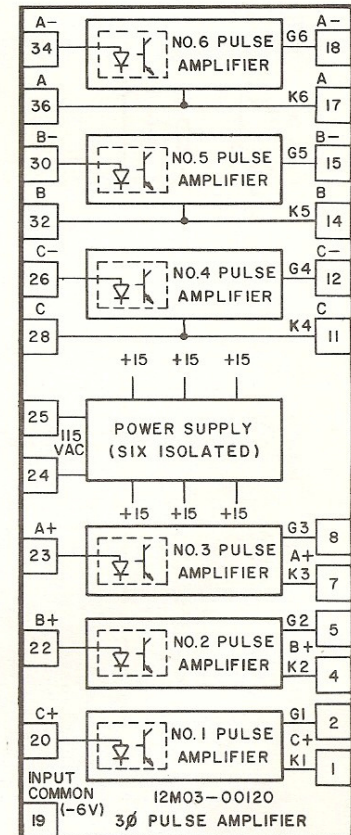 A- G6 A-
34 NO.6 PULSE 18
AMPLIFIER
A K6 A
36 17
B- G5 B-
30 NO.5 PULSE 15
AMPLIFIER
B K5 B
32 14
C- G4 C-
26 NO.4 PULSE 12
AMPLIFIER
C K4 C
28 11
+15 +15 +15
25
115 POWER SUPPLY
VAC (SIX ISOLATED)
24
+15 +15 +15
A+ G3 8
23 NO.3 PULSE A+
AMPLIFIER K3 7
B+ G2 5
22 NO.2 PULSE B+
AMPLIFIER K2 4
C+ G1 2
20 NO.1 PULSE C+
AMPLIFIER K1 1
INPUT
COMMON 12M03-00120
(-6V)
19 3Ø PULSE AMPLIFIER